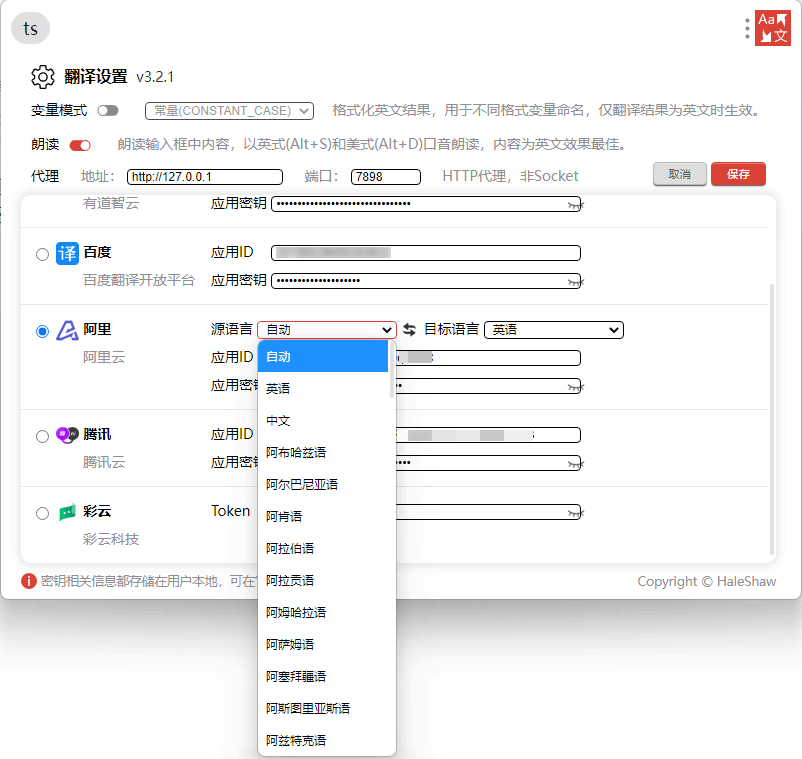 ts
Aa 文
翻译设置 v3.2.1
变量模式 常量(CONSTANT_CASE) 格式化英文结果，用于不同格式变量命名，仅翻译结果为英文时生效。
朗读 朗读输入框中内容，以英式(Alt+S)和美式(Alt+D)口音朗读，内容为英文效果最佳。
代理 地址： http://127.0.0.1 端口： 7898 HTTP代理，非Socket 取消 保存
有道智云 应用密钥
译 百度 应用ID
百度翻译开放平台 应用密钥
阿里 源语言 自动 目标语言 英语
阿里云 应用ID
应用密钥
腾讯 应用ID
腾讯云 应用密钥
彩云 Token
彩云科技
自动
英语
中文
阿布哈兹语
阿尔巴尼亚语
阿肯语
阿拉伯语
阿拉贡语
阿姆哈拉语
阿萨姆语
阿塞拜疆语
阿斯图里亚斯语
阿兹特克语
密钥相关信息都存储在用户本地，可在 Copyright © HaleShaw